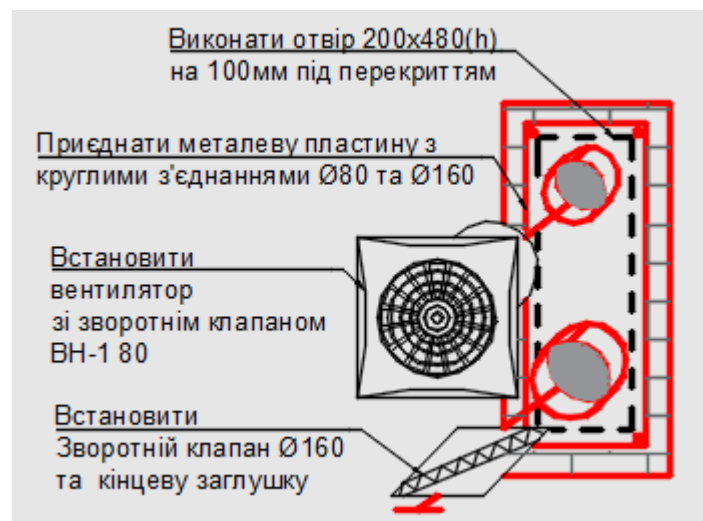 Виконати отвір 200х480(h)
на 100мм під перекриттям
Приєднати металеву пластину з
круглими з'єднаннями Ø80 та Ø160
Встановити
вентилятор
зі зворотнім клапаном
ВН-1 80
Встановити
Зворотній клапан Ø160
та кінцеву заглушку